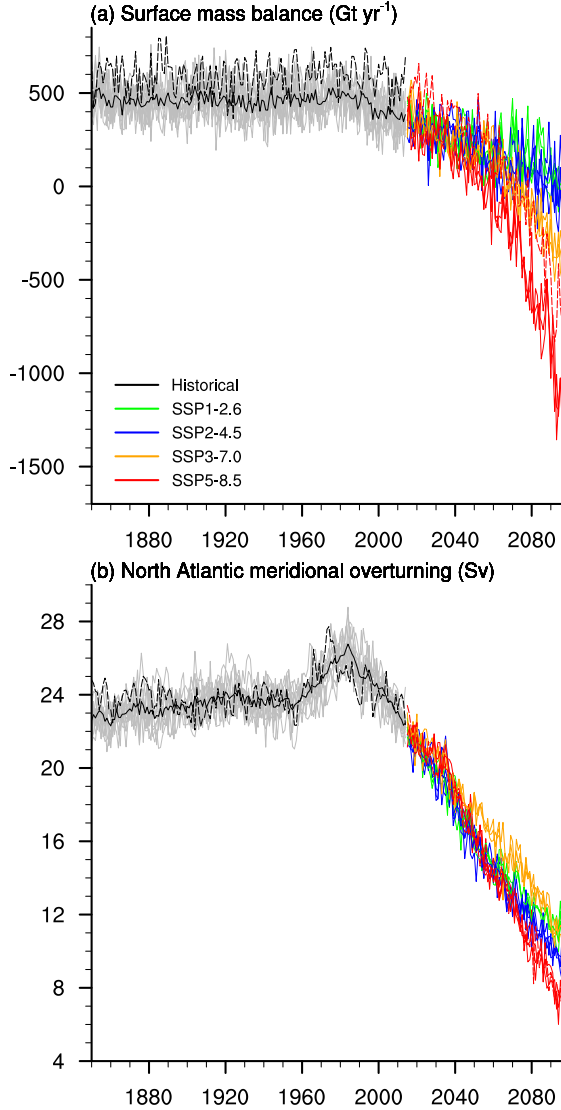 (a) Surface mass balance (Gt yr-1)
500
0
-500
-1000
-1500
Historical
SSP1-2.6
SSP2-4.5
SSP3-7.0
SSP5-8.5
1880 1920 1960 2000 2040 2080
(b) North Atlantic meridional overturning (Sv)
28
24
20
16
12
8
4
1880 1920 1960 2000 2040 2080